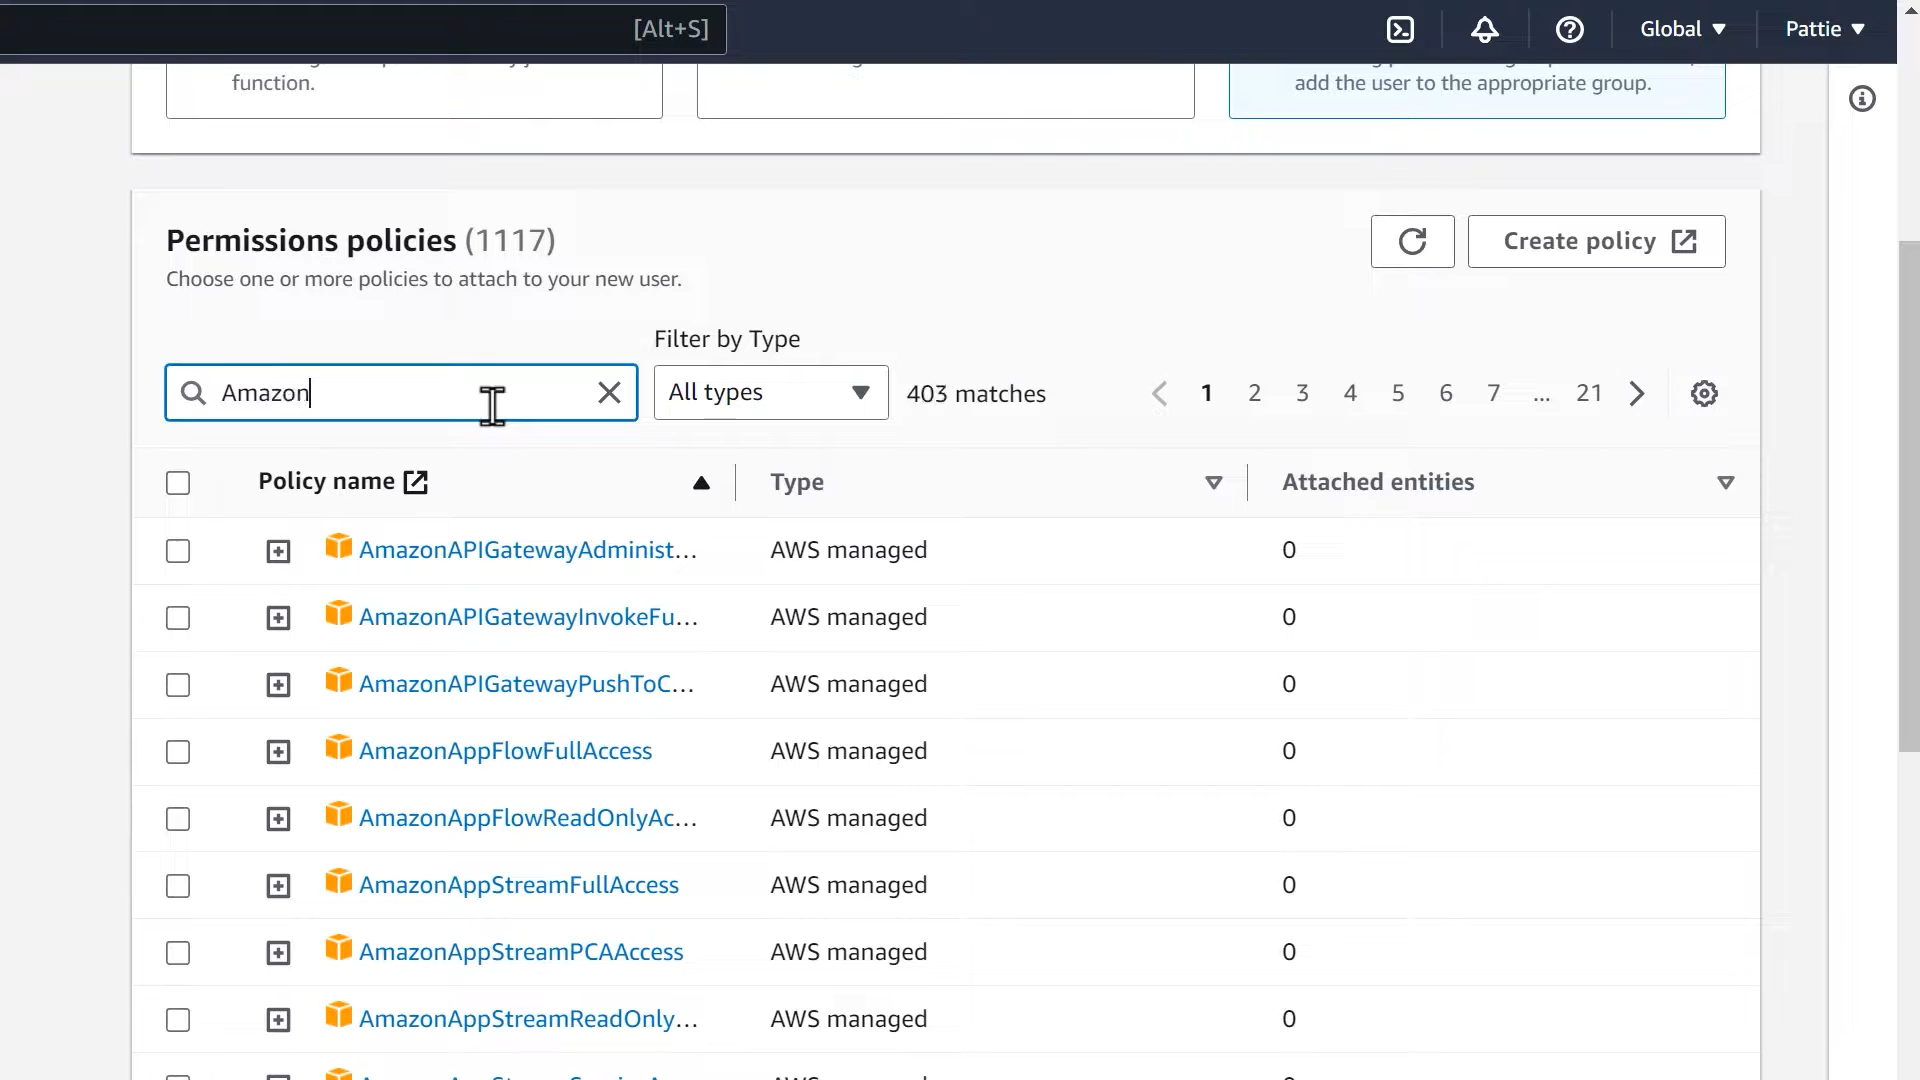 [Alt+S]
Global
Pattie
function.
add the user to the appropriate group.
Permissions policies (1117)
Create policy
Choose one or more policies to attach to your new user.
Filter by Type
Amazon
All types
403 matches
1 2 3 4 5 6 7 ... 21
Policy name
Type
Attached entities
AmazonAPIGatewayAdminist...
AWS managed
0
AmazonAPIGatewayInvokeFu...
AWS managed
0
AmazonAPIGatewayPushToC...
AWS managed
0
AmazonAppFlowFullAccess
AWS managed
0
AmazonAppFlowReadOnlyAc...
AWS managed
0
AmazonAppStreamFullAccess
AWS managed
0
AmazonAppStreamPCAAccess
AWS managed
0
AmazonAppStreamReadOnly...
AWS managed
0